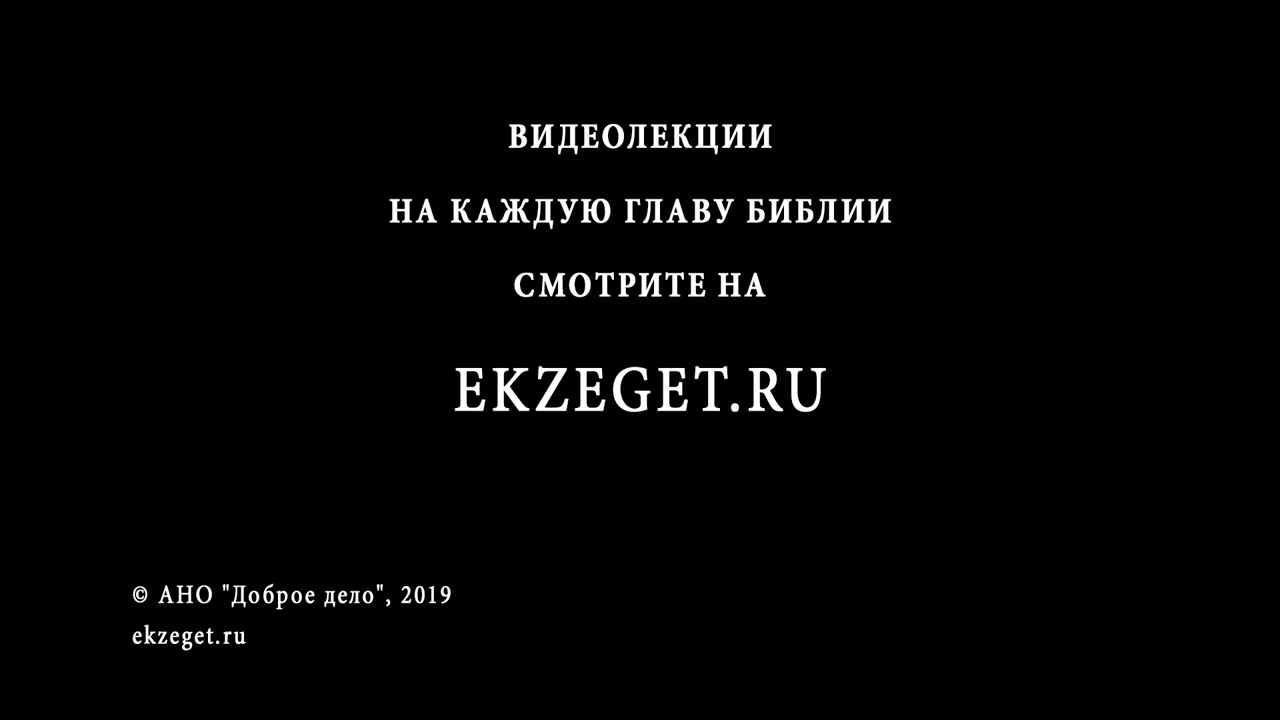 ВИДЕОЛЕКЦИИ
НА КАЖДУЮ ГЛАВУ БИБЛИИ
СМОТРИТЕ НА
EKZEGET.RU
© АНО "Доброе дело", 2019
ekzeget.ru